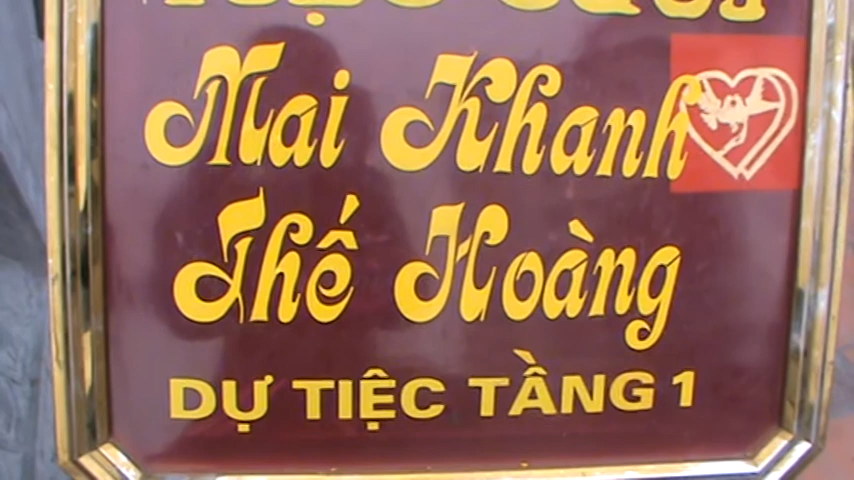 Mai Khanh
Thế Hoàng
DỰ TIỆC TẦNG 1